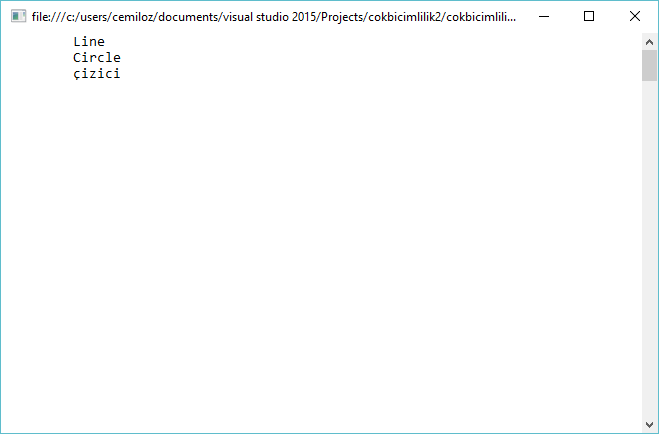 file:///c:/users/cemiloz/documents/visual studio 2015/Projects/cokbicimlilik2/cokbicimlili...
Line
Circle
çizici